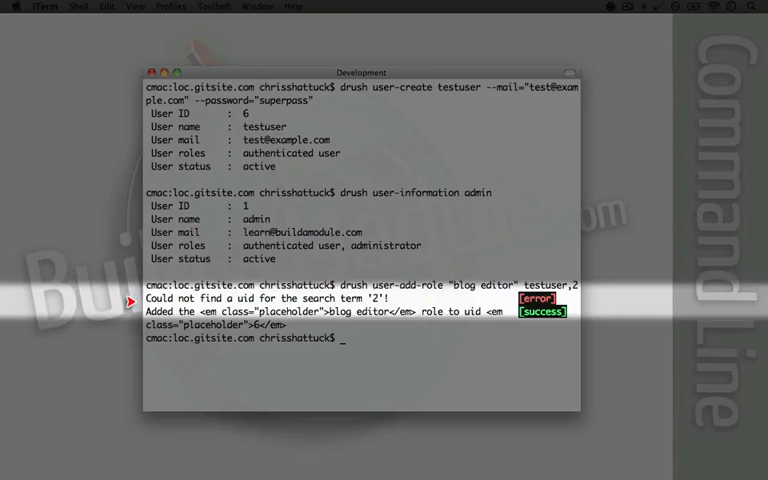 iTerm Shell Edit View Profiles Toolbelt Window Help
Development
cmac:loc.gitsite.com chrisshattuck$ drush user-create testuser --mail="test@exam
ple.com" --password="superpass"
User ID : 6
User name : testuser
User mail : test@example.com
User roles : authenticated user
User status : active
cmac:loc.gitsite.com chrisshattuck$ drush user-information admin
User ID : 1
User name : admin
User mail : learn@buildamodule.com
User roles : authenticated user, administrator
User status : active
cmac:loc.gitsite.com chrisshattuck$ drush user-add-role "blog editor" testuser,2
Could not find a uid for the search term '2'! [error]
Added the <em class="placeholder">blog editor</em> role to uid <em [success]
class="placeholder">6</em>
cmac:loc.gitsite.com chrisshattuck$ _
Command Line